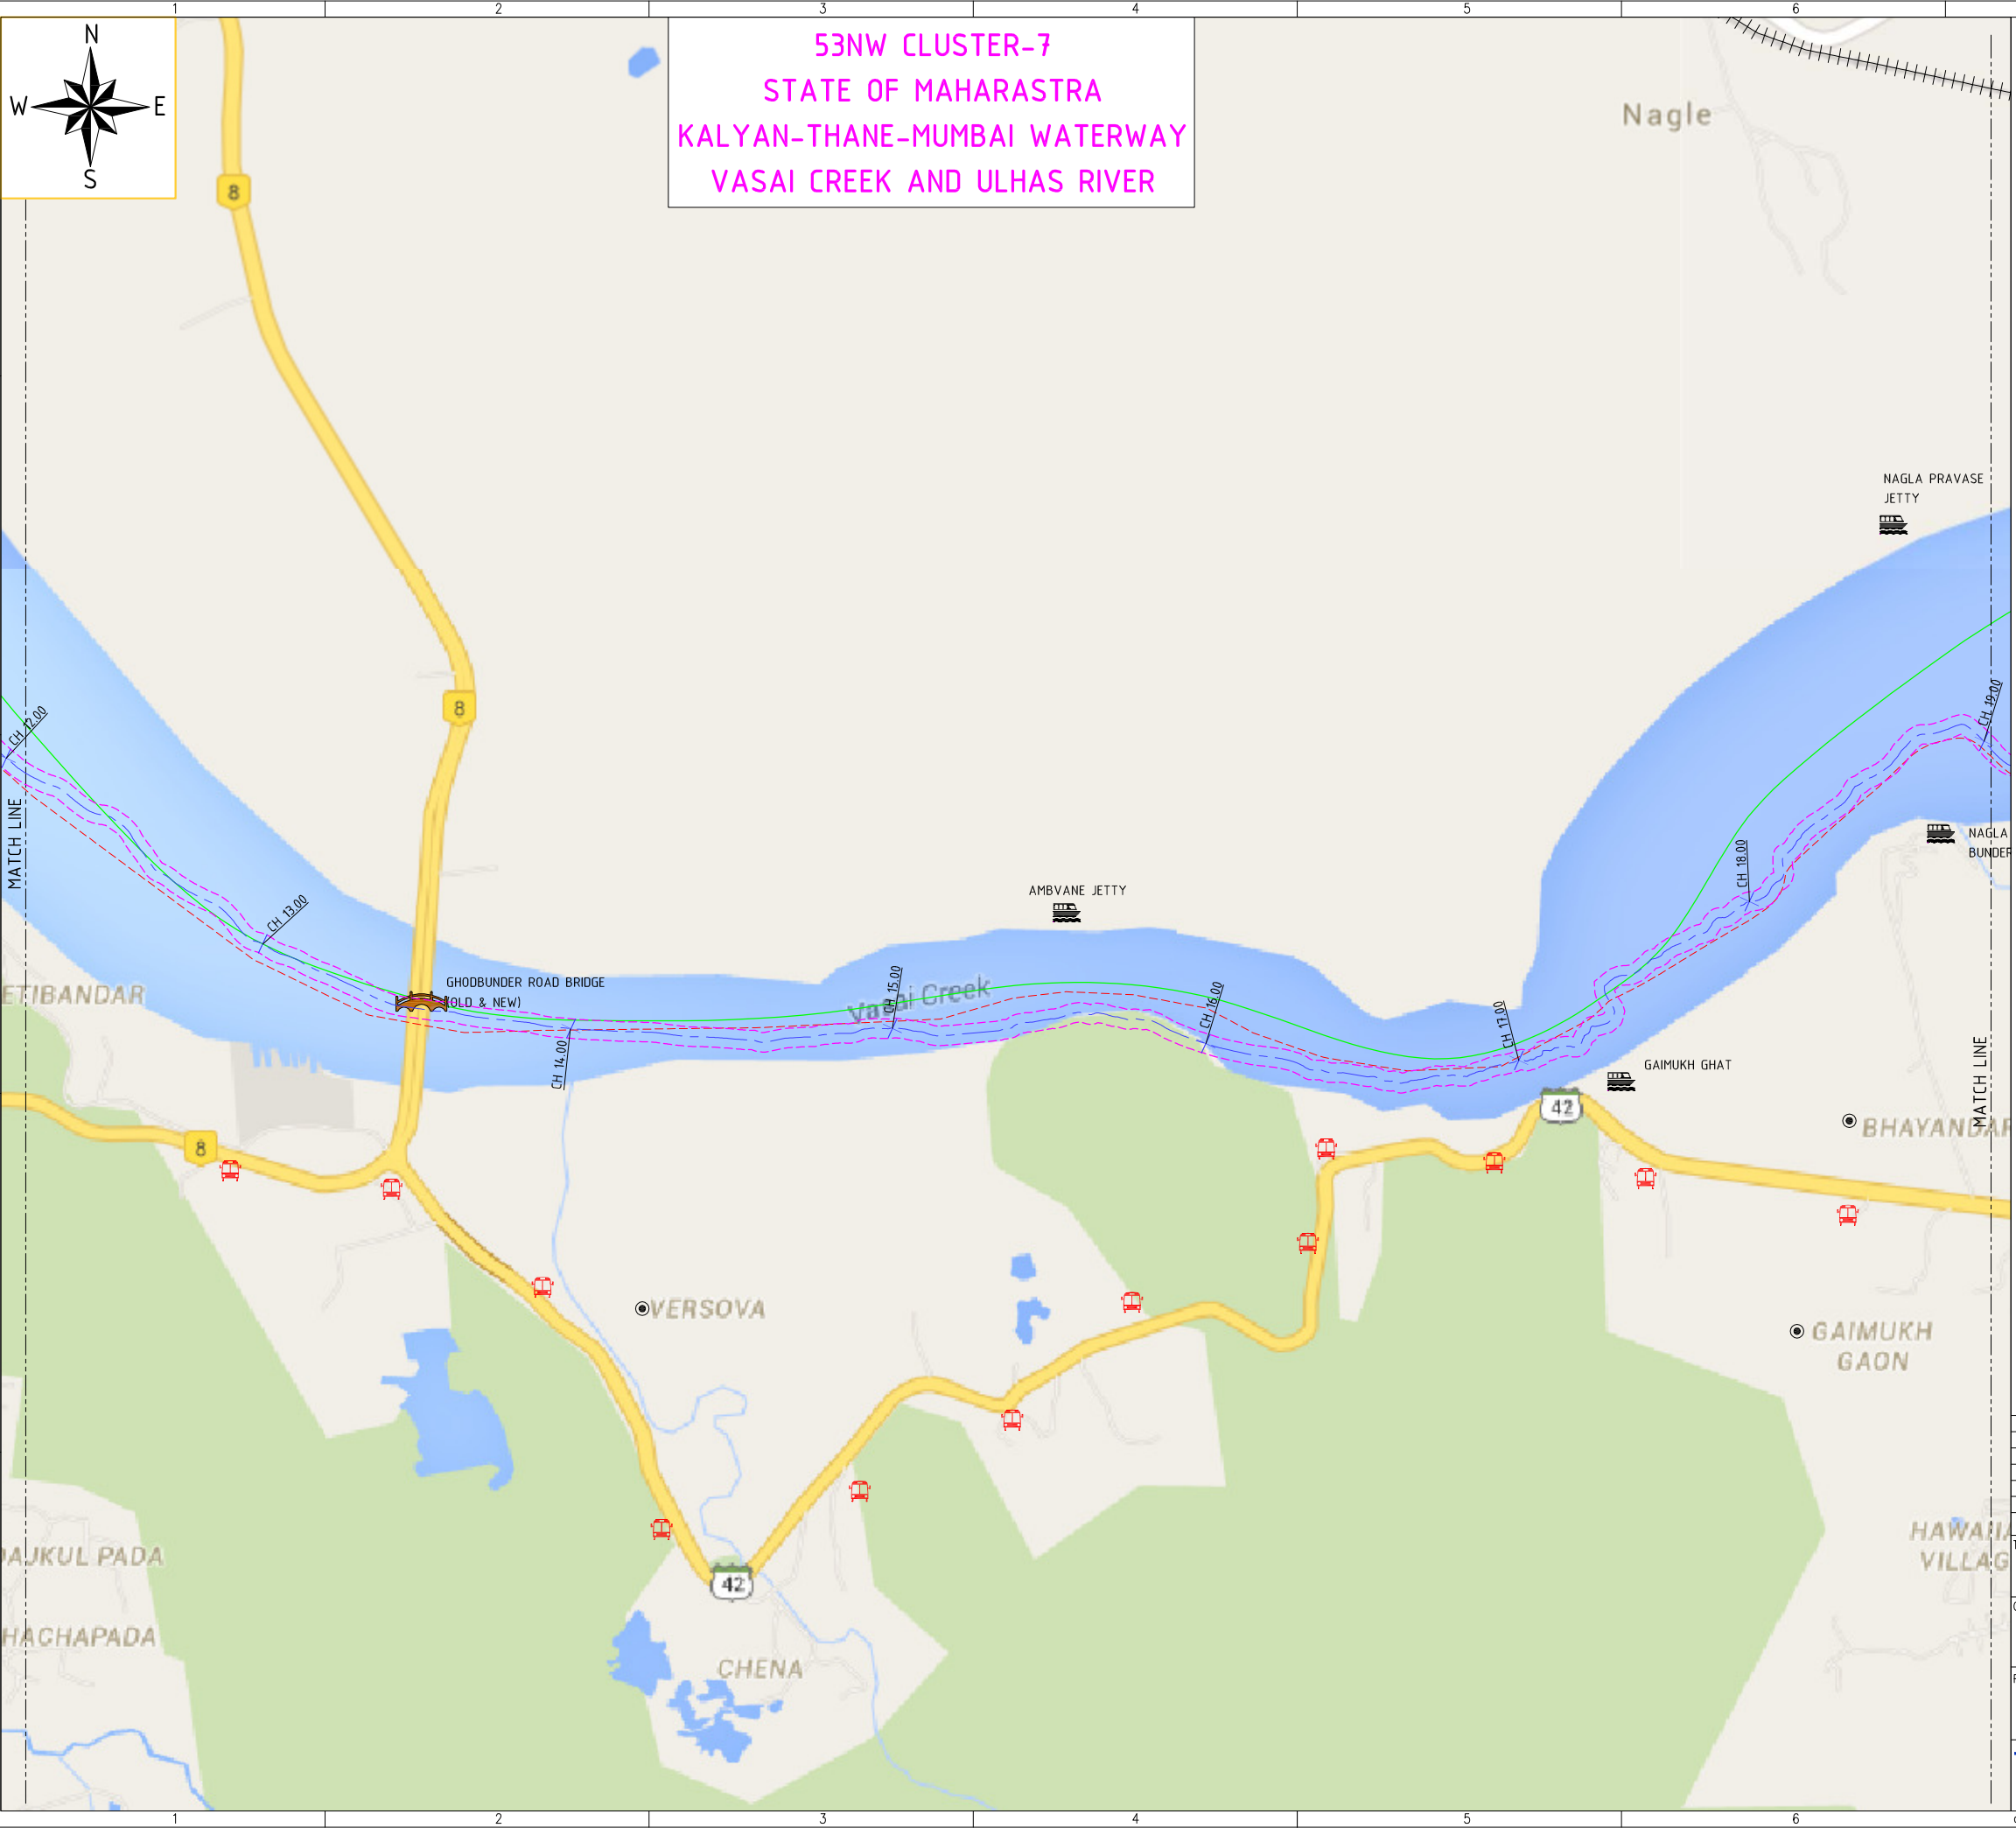 1 2 3 4 5 6
N
W E
S
53NW CLUSTER-7
STATE OF MAHARASTRA
KALYAN-THANE-MUMBAI WATERWAY
VASAI CREEK AND ULHAS RIVER
Nagle
8
NAGLA PRAVASE
JETTY
8
CH 12.00
CH 19.00
MATCH LINE
NAGLA
BUNDER
CH 18.00
AMBVANE JETTY
CH 13.00
GHODBUNDER ROAD BRIDGE
(OLD & NEW)
ETIBANDAR
Vasai Creek
CH 15.00
CH 16.00
CH 17.00
CH 14.00
GAIMUKH GHAT
MATCH LINE
42
BHAYANDAR
8
VERSOVA
GAIMUKH
GAON
HAWAII
VILLAG
DAJKUL PADA
42
HACHAPADA
CHENA
1 2 3 4 5 6